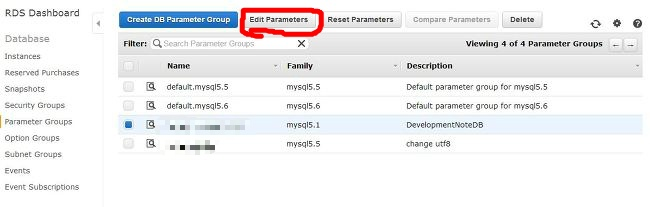 RDS Dashboard
Create DB Parameter Group Edit Parameters Reset Parameters Compare Parameters Delete
Database
Filter: Search Parameter Groups X Viewing 4 of 4 Parameter Groups
Instances
Reserved Purchases
Snapshots
Security Groups
Parameter Groups
Option Groups
Subnet Groups
Events
Event Subscriptions
Name Family Description
default.mysql5.5 mysql5.5 Default parameter group for mysql5.5
default.mysql5.6 mysql5.6 Default parameter group for mysql5.6
mysql5.1 DevelopmentNoteDB
mysql5.5 change utf8